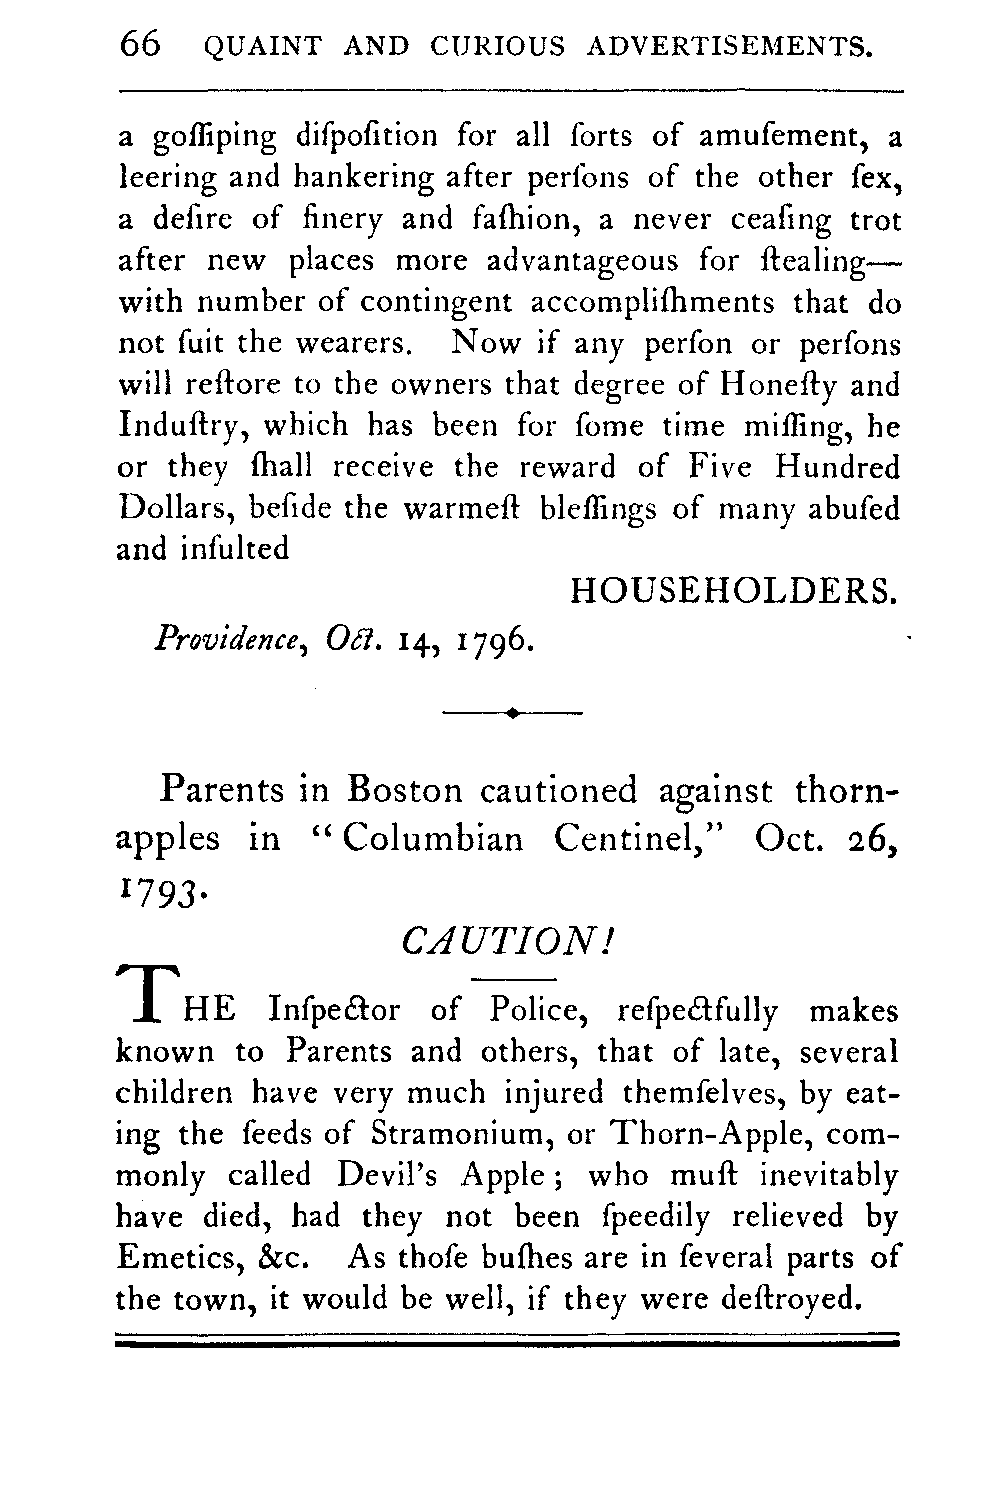 66 QUAINT AND CURIOUS ADVERTISEMENTS.
a goſſiping diſpoſition for all ſorts of amuſement, a
leering and hankering after perſons of the other ſex,
a deſire of finery and faſhion, a never ceaſing trot
after new places more advantageous for ſtealing—
with number of contingent accompliſhments that do
not ſuit the wearers. Now if any perſon or perſons
will reſtore to the owners that degree of Honeſty and
Induſtry, which has been for ſome time miſſing, he
or they ſhall receive the reward of Five Hundred
Dollars, beſide the warmeſt bleſſings of many abuſed
and inſulted
HOUSEHOLDERS.
Providence, Oct. 14, 1796.
Parents in Boston cautioned against thorn-
apples in “Columbian Centinel,” Oct. 26,
1793.
CAUTION!
THE Inſpector of Police, reſpectfully makes
known to Parents and others, that of late, several
children have very much injured themſelves, by eat-
ing the ſeeds of Stramonium, or Thorn-Apple, com-
monly called Devil’s Apple; who muſt inevitably
have died, had they not been ſpeedily relieved by
Emetics, &c. As thoſe buſhes are in ſeveral parts of
the town, it would be well, if they were deſtroyed.